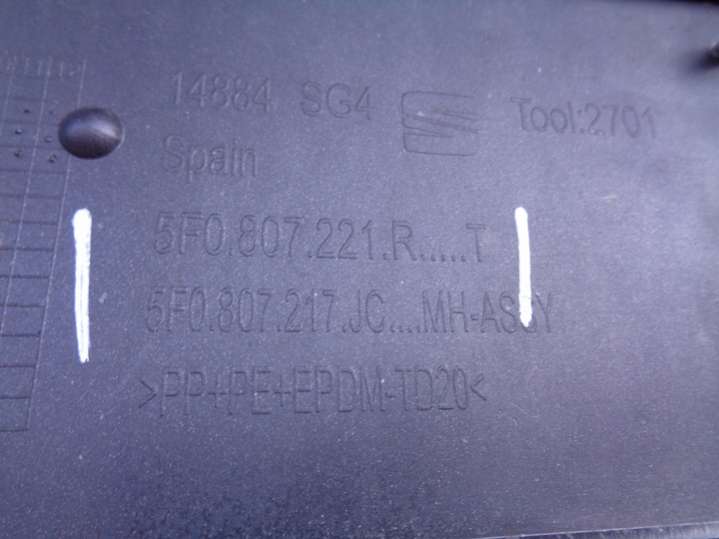 14884 SG4 Tool:2701
Spain
5F0.807.221.R.....T
5F0.807.217.JC....MH-ASSY
>PP+PE+EPDM-TD20<